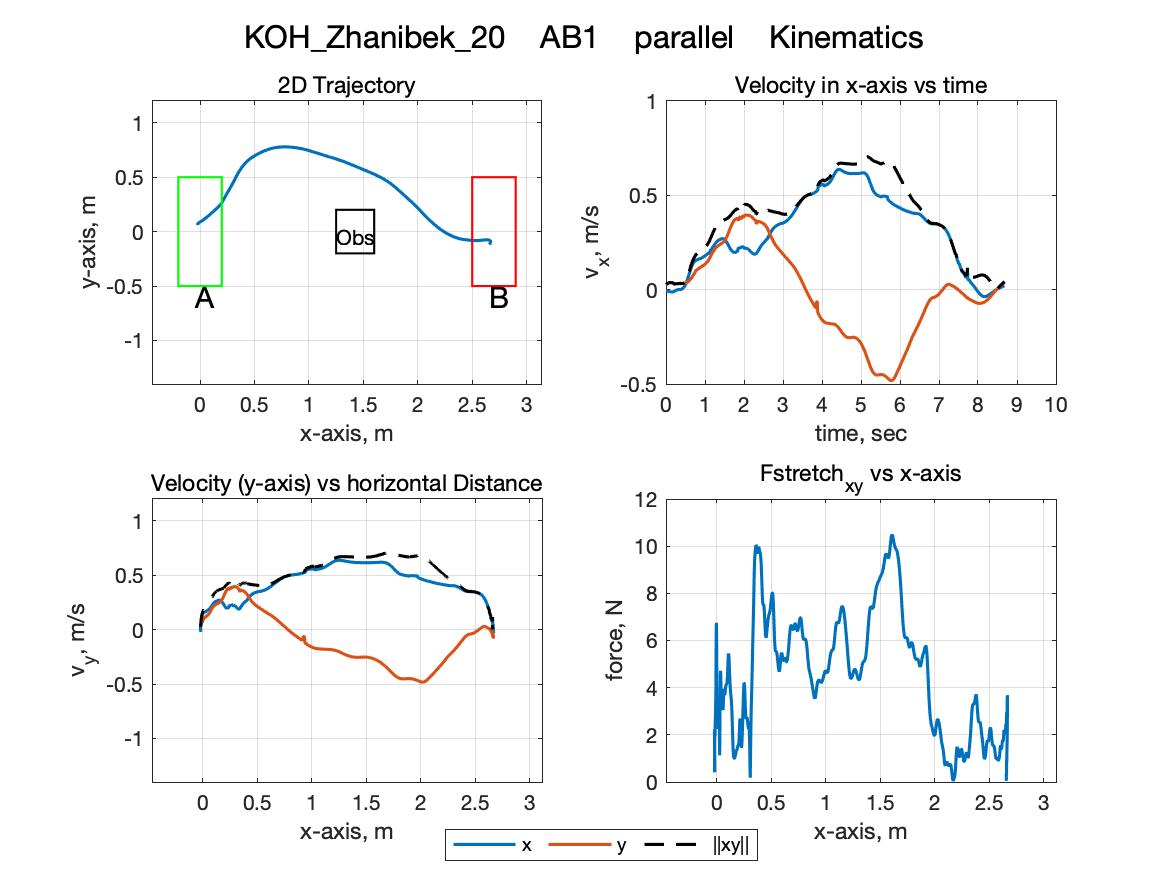 KOH_Zhanibek_20 AB1 parallel Kinematics
2D Trajectory
1
0.5
0
-0.5
-1
y-axis, m
A
Obs
B
0 0.5 1 1.5 2 2.5 3
x-axis, m
Velocity in x-axis vs time
1
0.5
0
-0.5
vx, m/s
0 1 2 3 4 5 6 7 8 9 10
time, sec
Velocity (y-axis) vs horizontal Distance
1
0.5
0
-0.5
-1
vy, m/s
0 0.5 1 1.5 2 2.5 3
x-axis, m
Fstretchxy vs x-axis
12
10
8
6
4
2
0
force, N
0 0.5 1 1.5 2 2.5 3
x-axis, m
x y ||xy||